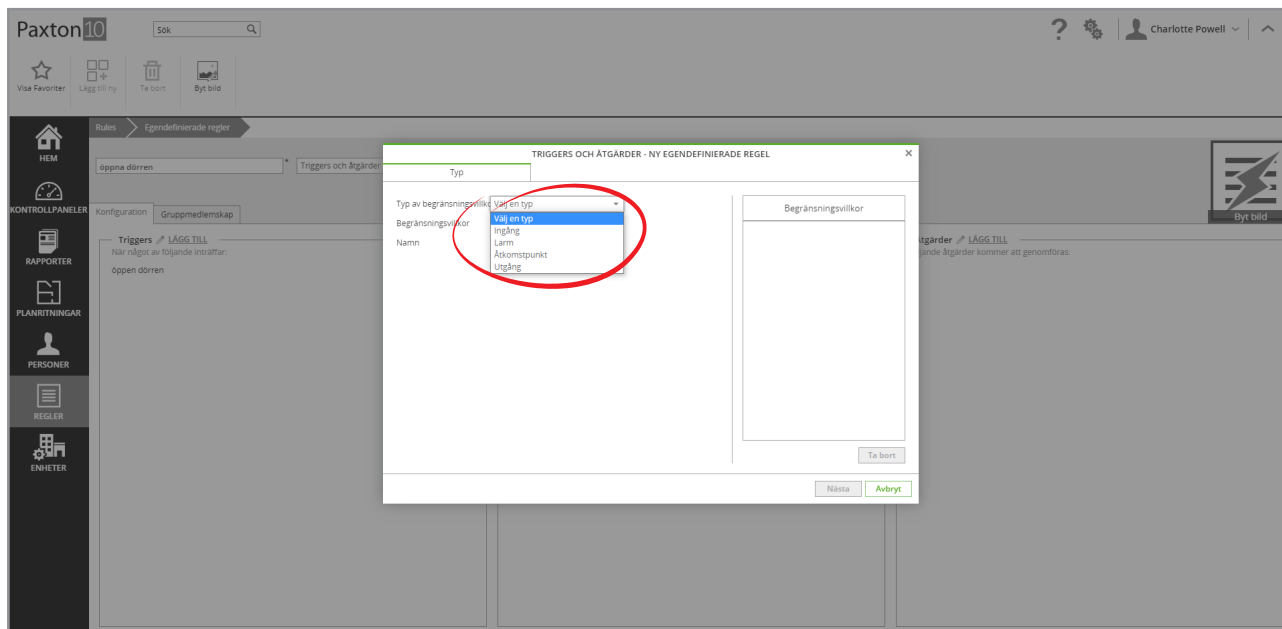 Paxton10
Sök
?
Charlotte Powell
Visa Favoriter
Lägg till ny
Ta bort
Byt bild
HEM
KONTROLLPANELER
RAPPORTER
PLANRITNINGAR
PERSONER
REGLER
ENHETER
Rules
Egendefinierade regler
öppna dörren
*
Triggers och åtgärder
Konfiguration
Gruppmedlemskap
Triggers LÄGG TILL
När något av följande inträffar:
öppen dörren
TRIGGERS OCH ÅTGÄRDER - NY EGENDEFINIERADE REGEL
×
Typ
Typ av begränsningsvillko
Välj en typ
Begränsningsvillkor
Namn
Välj en typ
Ingång
Larm
Åtkomstpunkt
Utgång
Begränsningsvillkor
Ta bort
Nästa
Avbryt
LÄGG TILL
åtgärder kommer att genomföras.
Byt bild